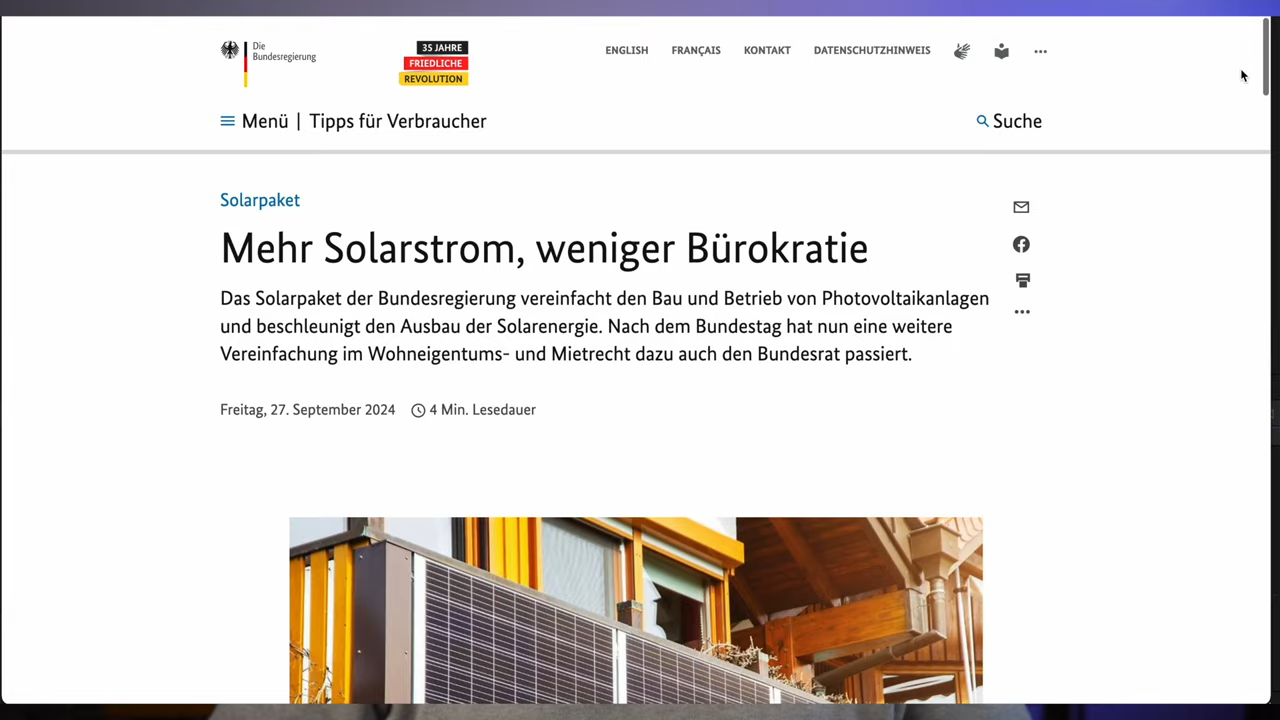 Die
Bundesregierung
35 JAHRE
FRIEDLICHE
REVOLUTION
ENGLISH FRANÇAIS KONTAKT DATENSCHUTZHINWEIS
Menü | Tipps für Verbraucher
Suche
Solarpaket
Mehr Solarstrom, weniger Bürokratie
Das Solarpaket der Bundesregierung vereinfacht den Bau und Betrieb von Photovoltaikanlagen
und beschleunigt den Ausbau der Solarenergie. Nach dem Bundestag hat nun eine weitere
Vereinfachung im Wohneigentums- und Mietrecht dazu auch den Bundesrat passiert.
Freitag, 27. September 2024 4 Min. Lesedauer